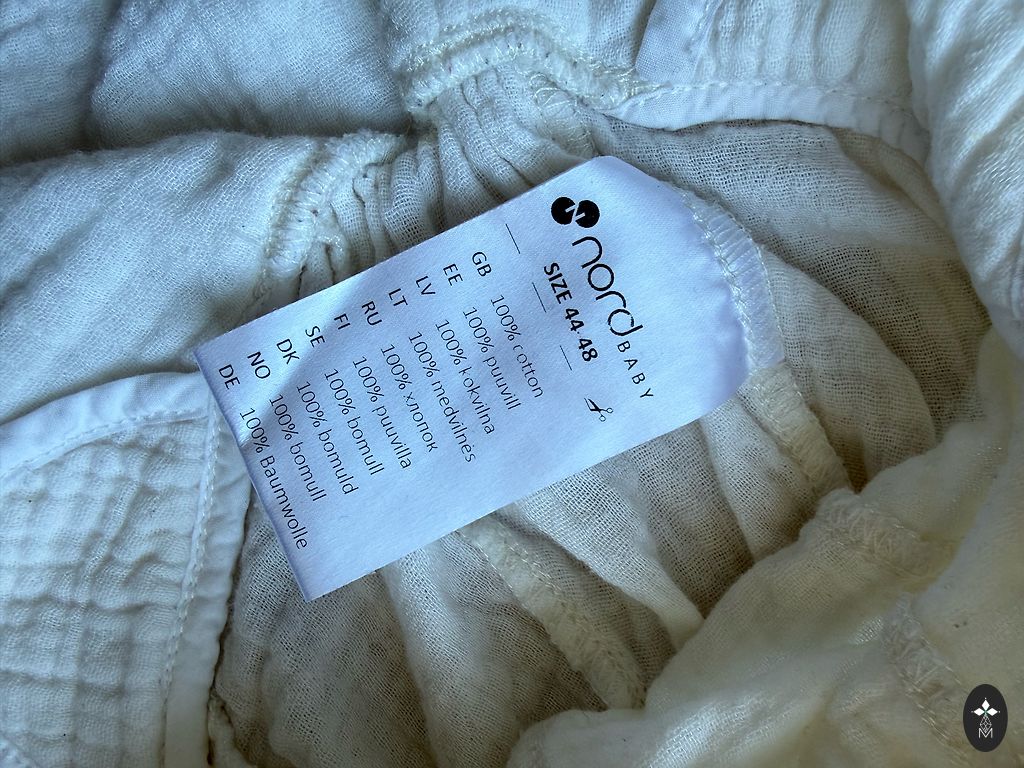 nord BABY
SIZE 44-48
GB 100% cotton
EE 100% puuvill
LV 100% kokvilna
LT 100% medvilnės
RU 100% хлопок
FI 100% puuvilla
SE 100% bomull
DK 100% bomuld
NO 100% bomull
DE 100% Baumwolle
M